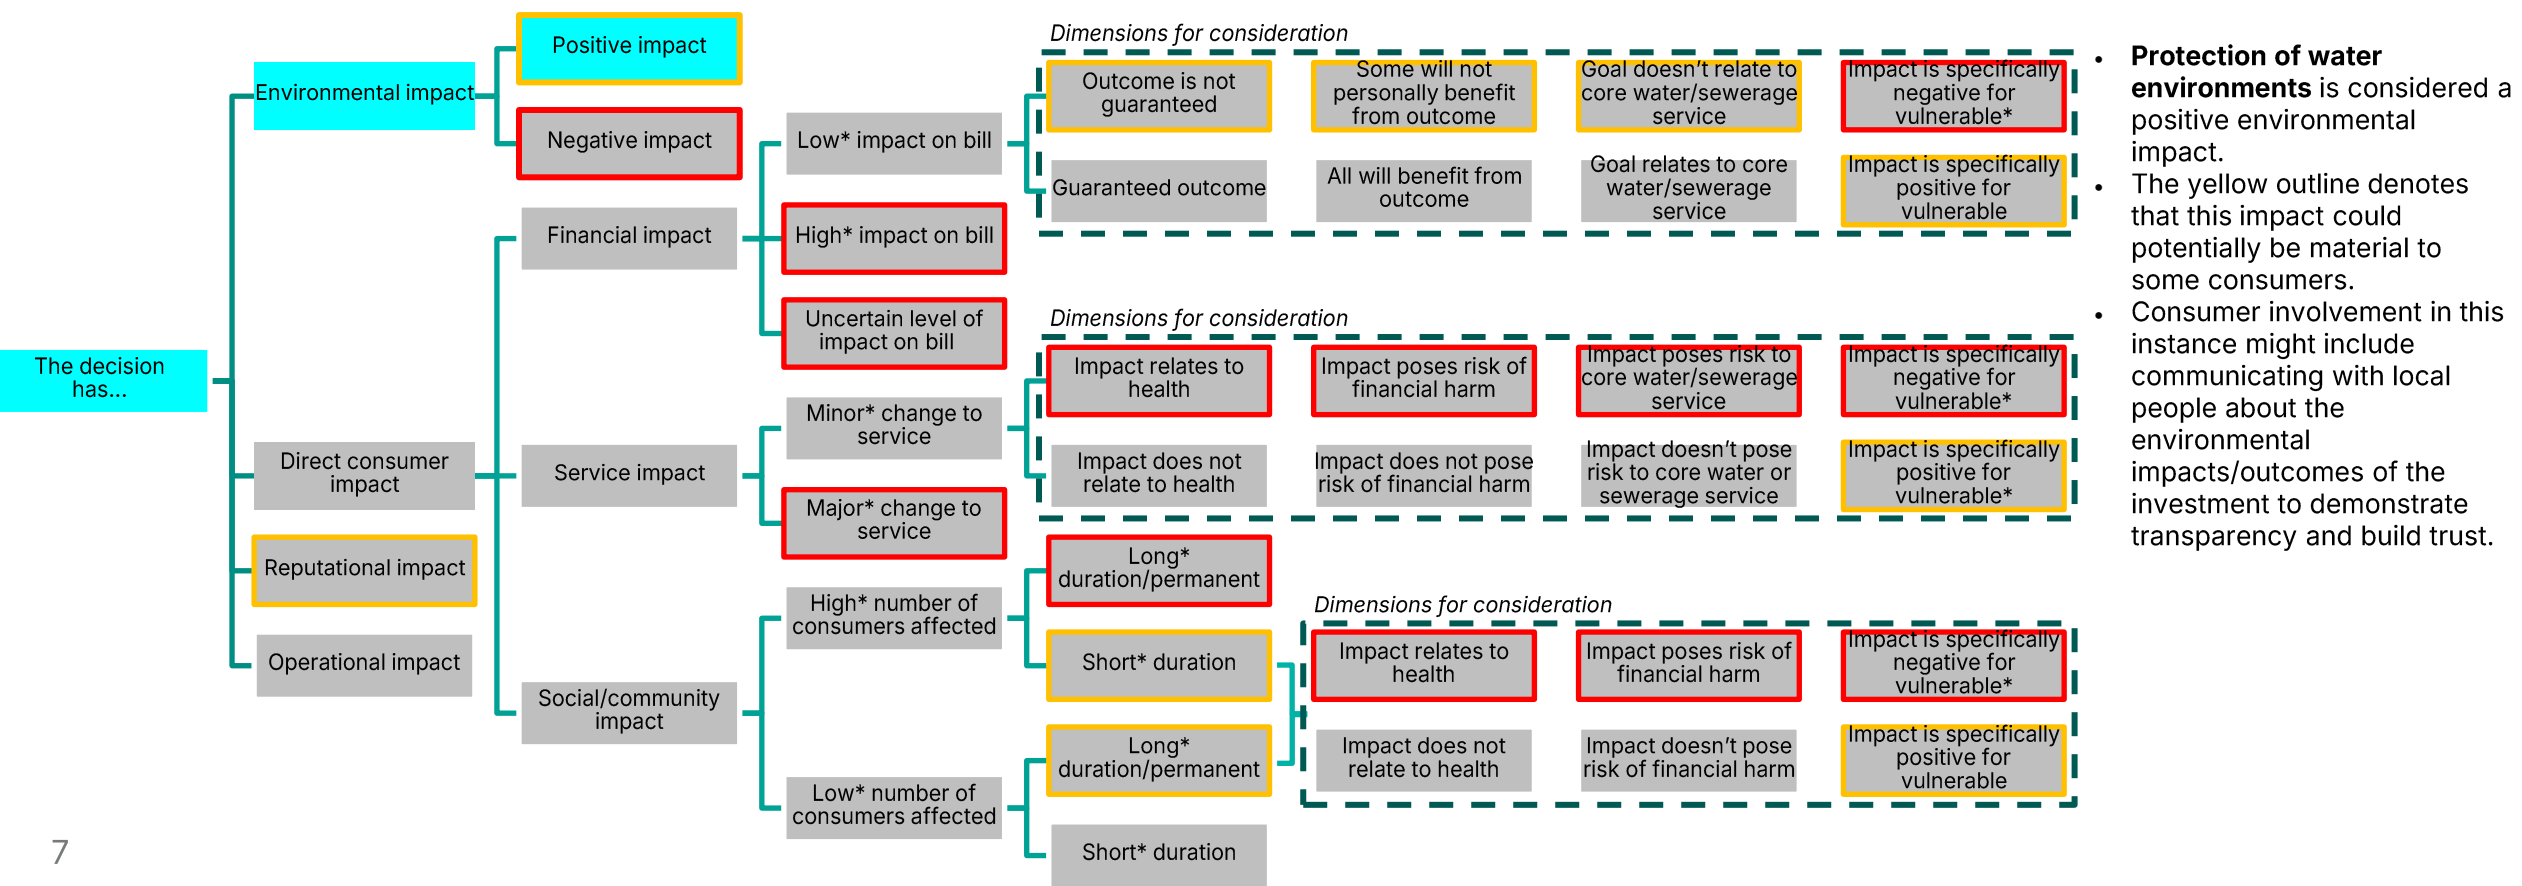 The decision
has...
Environmental impact
Positive impact
Negative impact
Direct consumer
impact
Financial impact
Low* impact on bill
Dimensions for consideration
Outcome is not
guaranteed
Some will not
personally benefit
from outcome
Goal doesn't relate to
core water/sewerage
service
Impact is specifically
negative for
vulnerable*
Guaranteed outcome
All will benefit from
outcome
Goal relates to core
water/sewerage
service
Impact is specifically
positive for
vulnerable
High* impact on bill
Uncertain level of
impact on bill
Service impact
Minor* change to
service
Dimensions for consideration
Impact relates to
health
Impact poses risk of
financial harm
Impact poses risk to
core water/sewerage
service
Impact is specifically
negative for
vulnerable*
Impact does not
relate to health
Impact does not pose
risk of financial harm
Impact doesn't pose
risk to core water or
sewerage service
Impact is specifically
positive for
vulnerable*
Major* change to
service
Social/community
impact
High* number of
consumers affected
Long*
duration/permanent
Short* duration
Low* number of
consumers affected
Long*
duration/permanent
Short* duration
Dimensions for consideration
Impact relates to
health
Impact poses risk of
financial harm
Impact is specifically
negative for
vulnerable*
Impact does not
relate to health
Impact doesn't pose
risk of financial harm
Impact is specifically
positive for
vulnerable
Reputational impact
Operational impact
• Protection of water
environments is considered a
positive environmental
impact.
• The yellow outline denotes
that this impact could
potentially be material to
some consumers.
• Consumer involvement in this
instance might include
communicating with local
people about the
environmental
impacts/outcomes of the
investment to demonstrate
transparency and build trust.
7